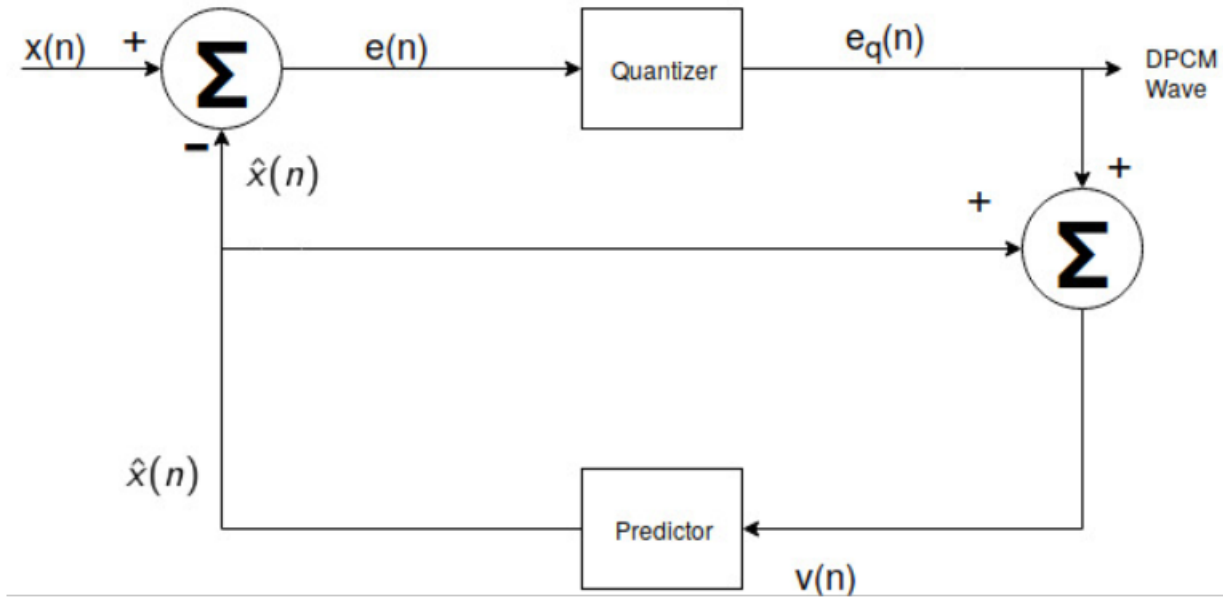 x(n)
+
Σ
e(n)
Quantizer
e_q(n)
DPCM
Wave
-
x̂(n)
+
+
Σ
x̂(n)
Predictor
v(n)